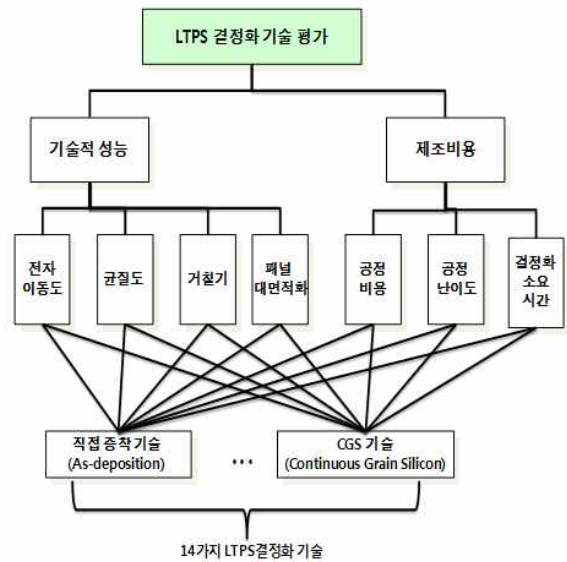 LTPS 결정화 기술 평가
기술적 성능
제조비용
전자
이동도
균질도
거칠기
패널
대면적화
공정
비용
공정
난이도
결정화
소요
시간
직접 증착 기술
(As-deposition)
...
CGS 기술
(Continuous Grain Silicon)
14가지 LTPS결정화 기술